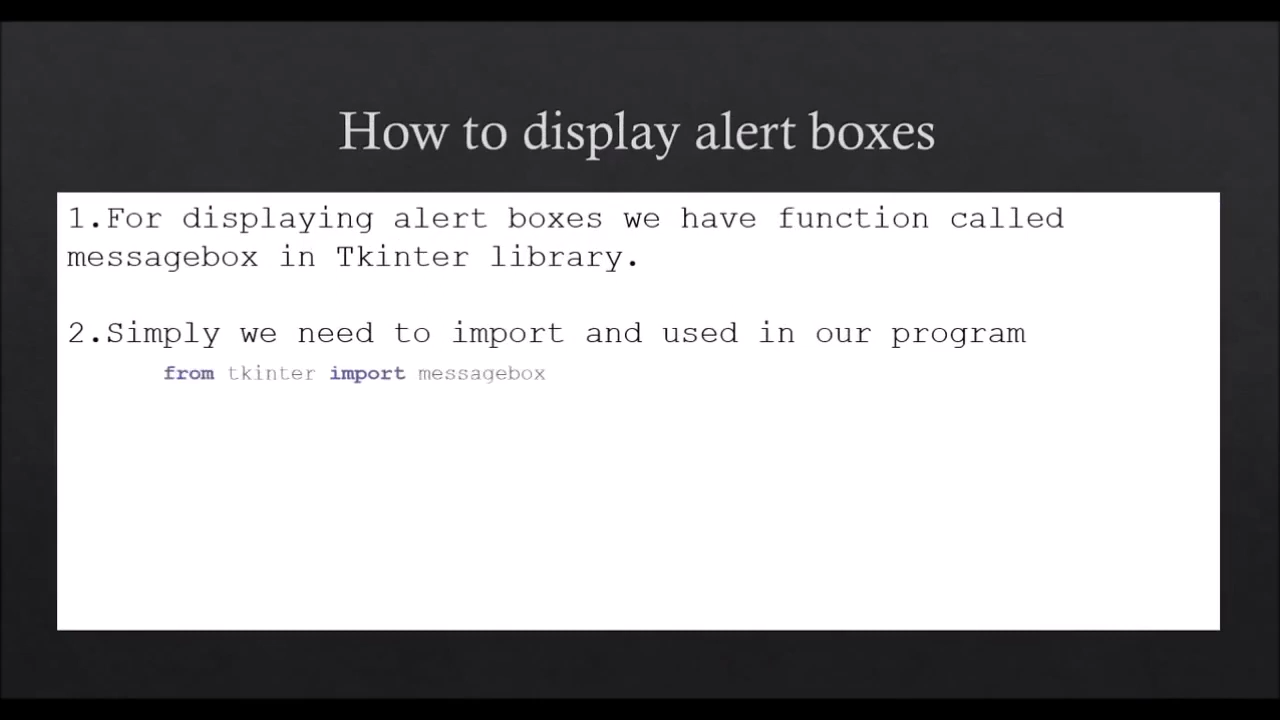 How to display alert boxes
1.For displaying alert boxes we have function called
messagebox in Tkinter library.
2.Simply we need to import and used in our program
from tkinter import messagebox